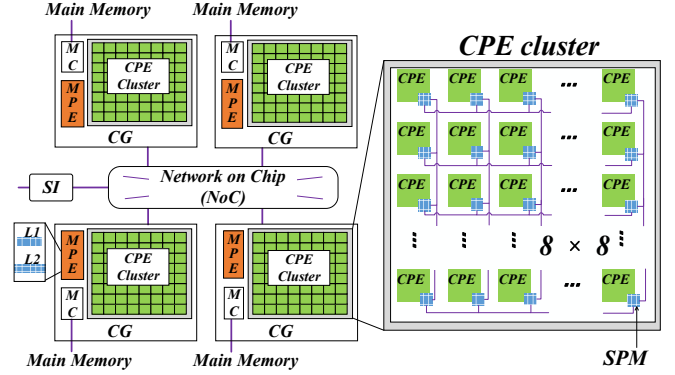 Main Memory
Main Memory
M
C
CPE
Cluster
M
P
E
CG
M
C
CPE
Cluster
M
P
E
CG
SI
Network on Chip
(NoC)
L1
L2
M
P
E
CPE
Cluster
M
C
CG
M
P
E
CPE
Cluster
M
C
CG
Main Memory
Main Memory
CPE cluster
CPE CPE CPE ... CPE
CPE CPE CPE ... CPE
CPE CPE CPE ... CPE
8 × 8
CPE CPE CPE ... CPE
SPM